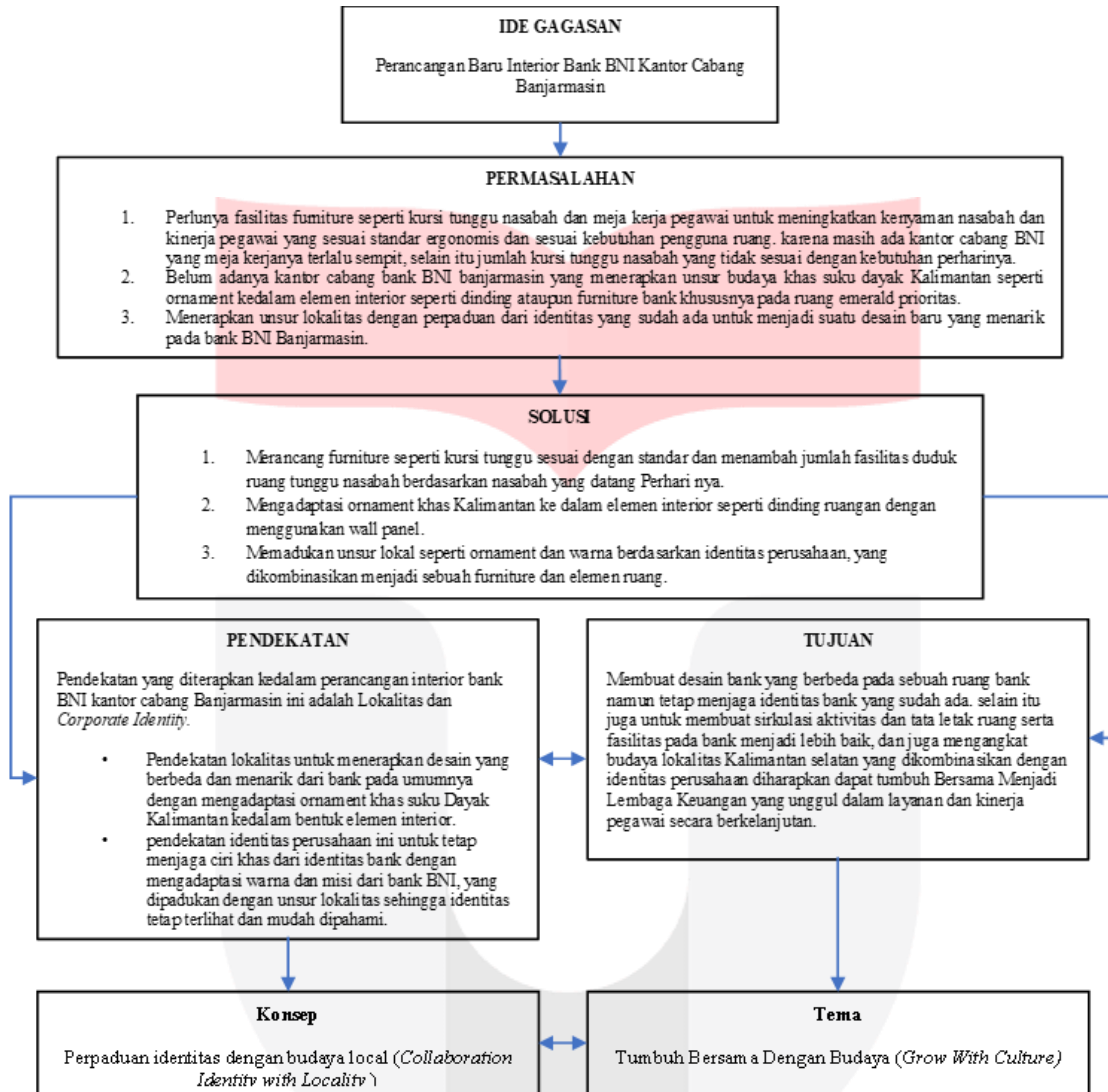 IDE GAGASAN
Perancangan Baru Interior Bank BNI Kantor Cabang
Banjarmasin
PERMASALAHAN
1. Perlunya fasilitas furniture seperti kursi tunggu nasabah dan meja kerja pegawai untuk meningkatkan kenyaman nasabah dan
kinerja pegawai yang sesuai standar ergonomis dan sesuai kebutuhan pengguna ruang. karena masih ada kantor cabang BNI
yang meja kerjanya terlalu sempit, selain itu jumlah kursi tunggu nasabah yang tidak sesuai dengan kebutuhan perharinya.
2. Belum adanya kantor cabang bank BNI banjarmasin yang menerapkan unsur budaya khas suku dayak Kalimantan seperti
ornament kedalam elemen interior seperti dinding ataupun furniture bank khususnya pada ruang emerald prioritas.
3. Menerapkan unsur lokalitas dengan perpaduan dari identitas yang sudah ada untuk menjadi suatu desain baru yang menarik
pada bank BNI Banjarmasin.
SOLUSI
1. Merancang furniture seperti kursi tunggu sesuai dengan standar dan menambah jumlah fasilitas duduk
ruang tunggu nasabah berdasarkan nasabah yang datang Perhari nya.
2. Mengadaptasi ornament khas Kalimantan ke dalam elemen interior seperti dinding ruangan dengan
menggunakan wall panel.
3. Memadukan unsur lokal seperti ornament dan warna berdasarkan identitas perusahaan, yang
dikombinasikan menjadi sebuah furniture dan elemen ruang.
PENDEKATAN
Pendekatan yang diterapkan kedalam perancangan interior bank
BNI kantor cabang Banjarmasin ini adalah Lokalitas dan
Corporate Identity.
• Pendekatan lokalitas untuk menerapkan desain yang
berbeda dan menarik dari bank pada umumnya
dengan mengadaptasi ornament khas suku Dayak
Kalimantan kedalam bentuk elemen interior.
• pendekatan identitas perusahaan ini untuk tetap
menjaga ciri khas dari identitas bank dengan
mengadaptasi warna dan misi dari bank BNI, yang
dipadukan dengan unsur lokalitas sehingga identitas
tetap terlihat dan mudah dipahami.
TUJUAN
Membuat desain bank yang berbeda pada sebuah ruang bank
namun tetap menjaga identitas bank yang sudah ada. selain itu
juga untuk membuat sirkulasi aktivitas dan tata letak ruang serta
fasilitas pada bank menjadi lebih baik, dan juga mengangkat
budaya lokalitas Kalimantan selatan yang dikombinasikan dengan
identitas perusahaan diharapkan dapat tumbuh Bersama Menjadi
Lembaga Keuangan yang unggul dalam layanan dan kinerja
pegawai secara berkelanjutan.
Konsep
Perpaduan identitas dengan budaya local (Collaboration
Identity with Locality)
Tema
Tumbuh Bersama Dengan Budaya (Grow With Culture)